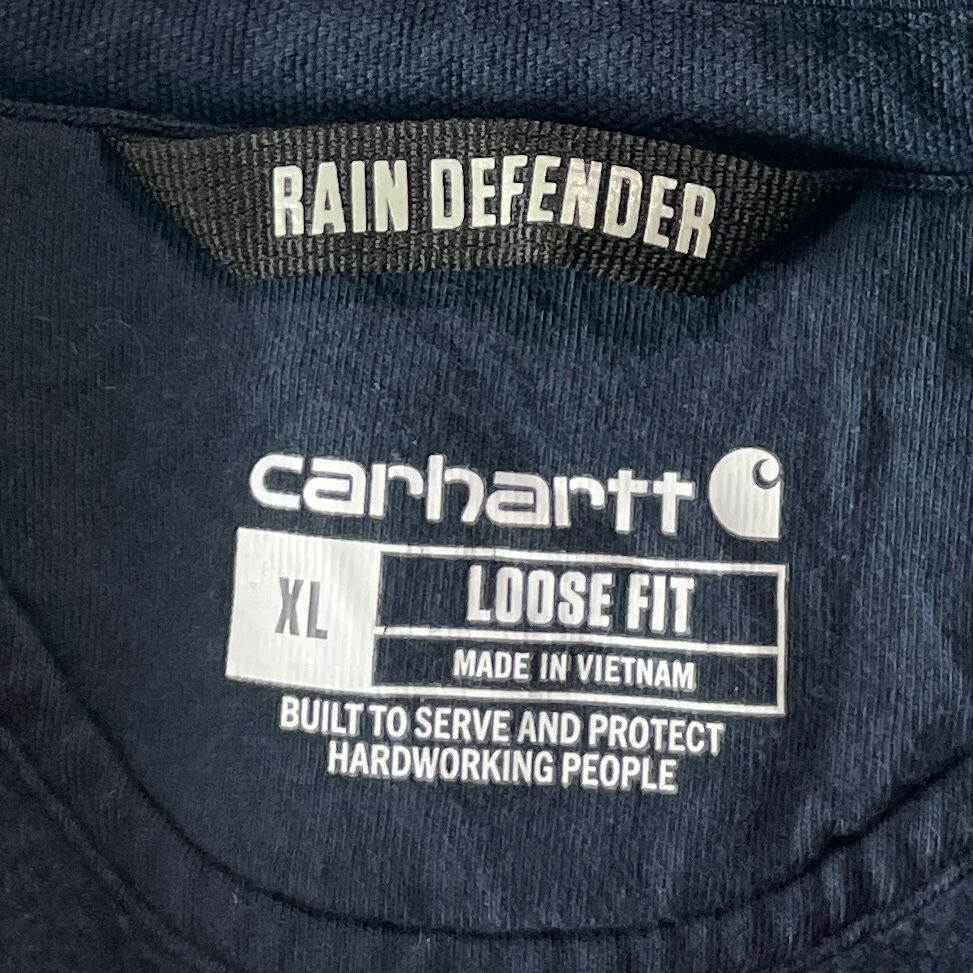 RAIN DEFENDER
carhartt
XL
LOOSE FIT
MADE IN VIETNAM
BUILT TO SERVE AND PROTECT
HARDWORKING PEOPLE